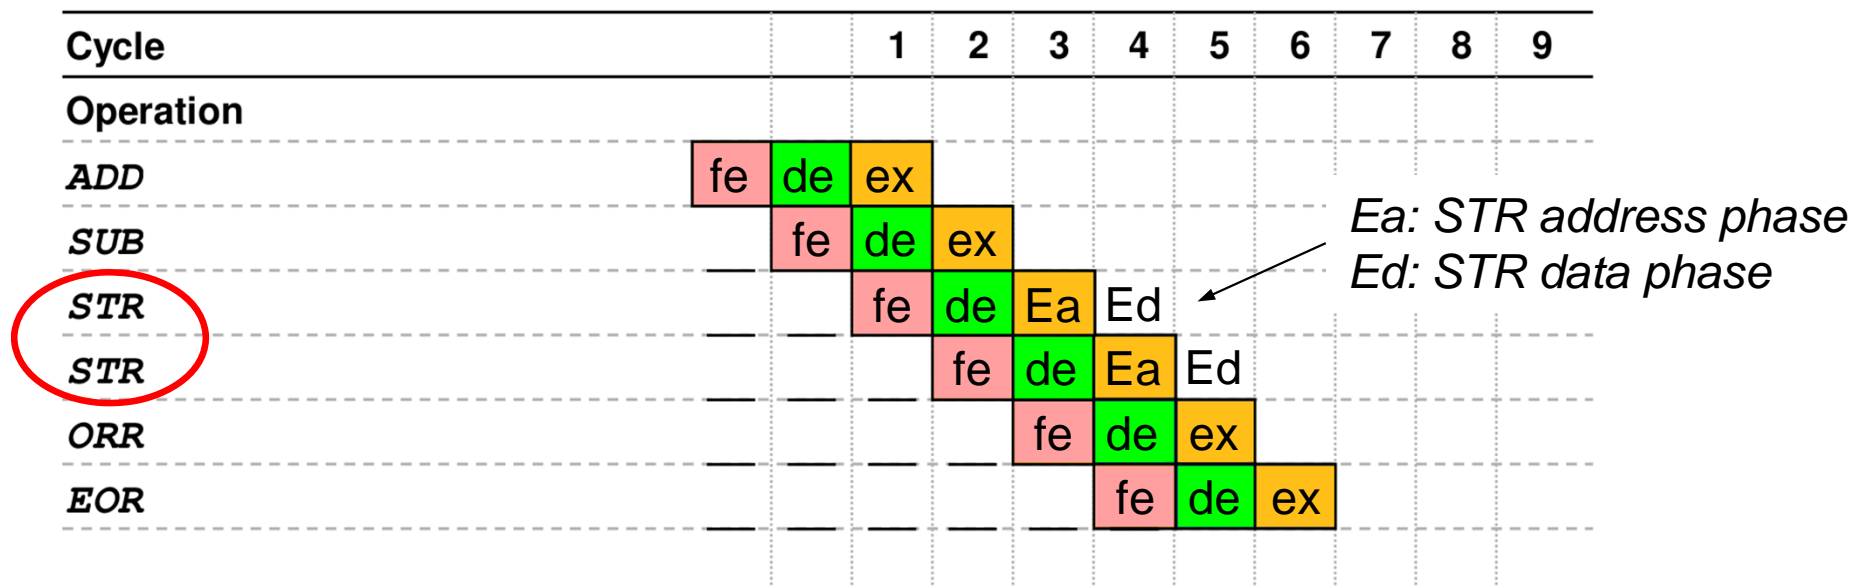 Cycle 1 2 3 4 5 6 7 8 9
Operation
ADD fe de ex
SUB fe de ex
STR fe de Ea Ed
STR fe de Ea Ed
ORR fe de ex
EOR fe de ex
Ea: STR address phase
Ed: STR data phase